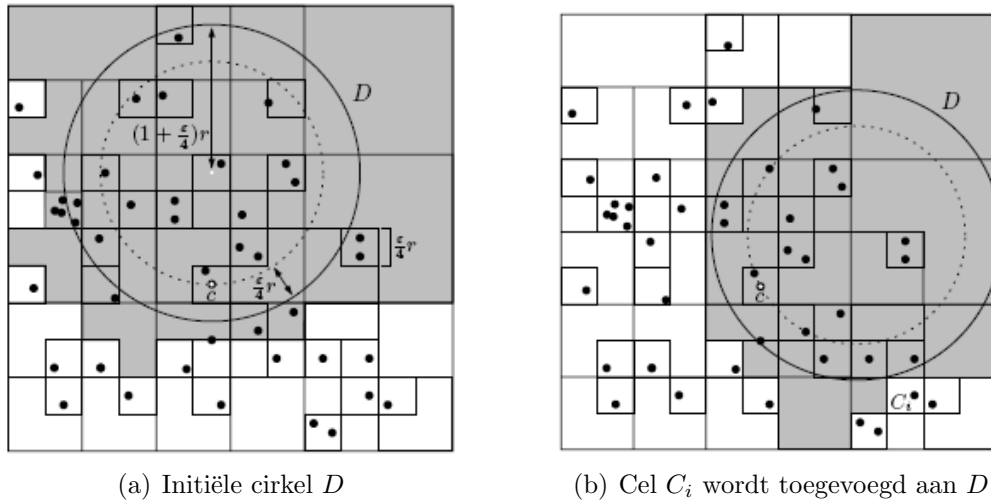 D
(1 + ε/4)r
ε/4 r
ε/4 r
c
(a) Initiële cirkel D
D
c
C_i
(b) Cel C_i wordt toegevoegd aan D